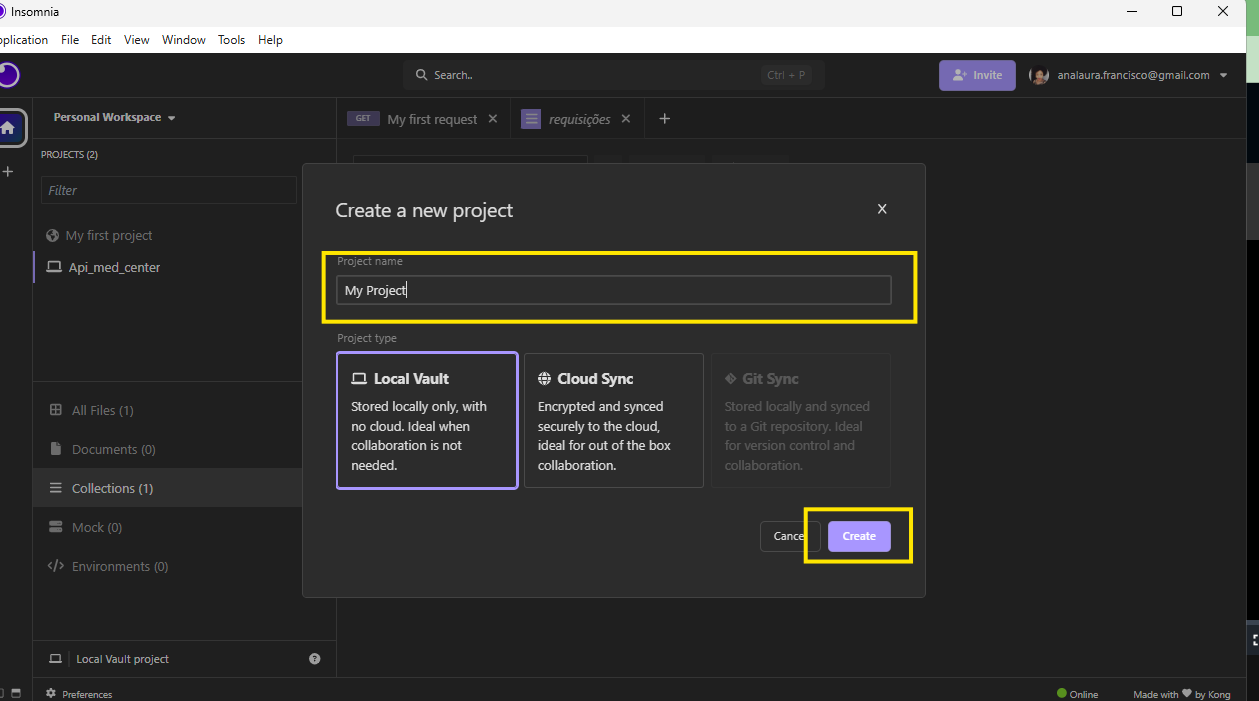 Insomnia
plication File Edit View Window Tools Help
Search.. Ctrl + P
Invite
analaura.francisco@gmail.com
Personal Workspace
GET My first request
requisições
PROJECTS (2)
Filter
My first project
Api_med_center
All Files (1)
Documents (0)
Collections (1)
Mock (0)
Environments (0)
Local Vault project
Preferences
Create a new project
Project name
My Project
Project type
Local Vault
Stored locally only, with
no cloud. Ideal when
collaboration is not
needed.
Cloud Sync
Encrypted and synced
securely to the cloud,
ideal for out of the box
collaboration.
Git Sync
Stored locally and synced
to a Git repository. Ideal
for version control and
collaboration.
Cance
Create
Online
Made with ♥ by Kong